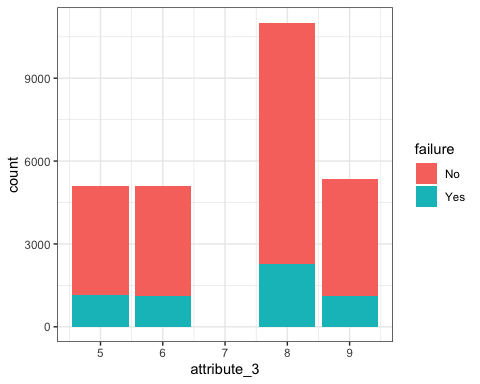 count
9000
6000
3000
0
5 6 7 8 9
attribute_3
failure
No
Yes